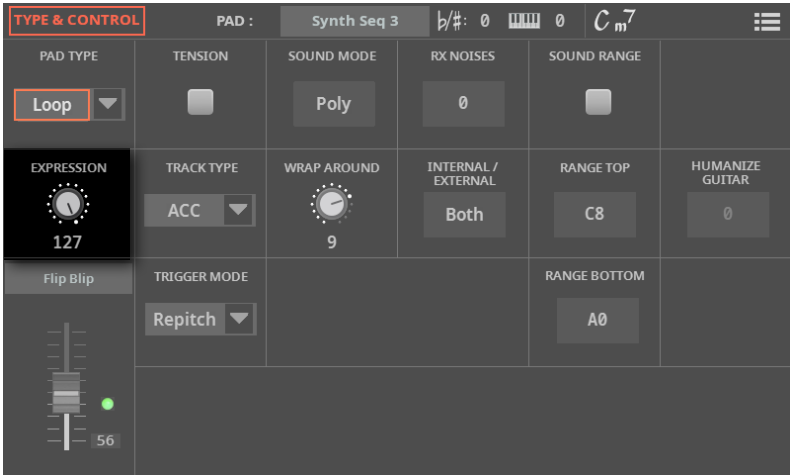 TYPE & CONTROL PAD : Synth Seq 3 ♭/♯: 0 0 C m7
PAD TYPE TENSION SOUND MODE RX NOISES SOUND RANGE
Loop Poly 0
EXPRESSION TRACK TYPE WRAP AROUND INTERNAL / EXTERNAL RANGE TOP HUMANIZE GUITAR
127 ACC 9 Both C8 0
Flip Blip TRIGGER MODE RANGE BOTTOM
Repitch A0
56